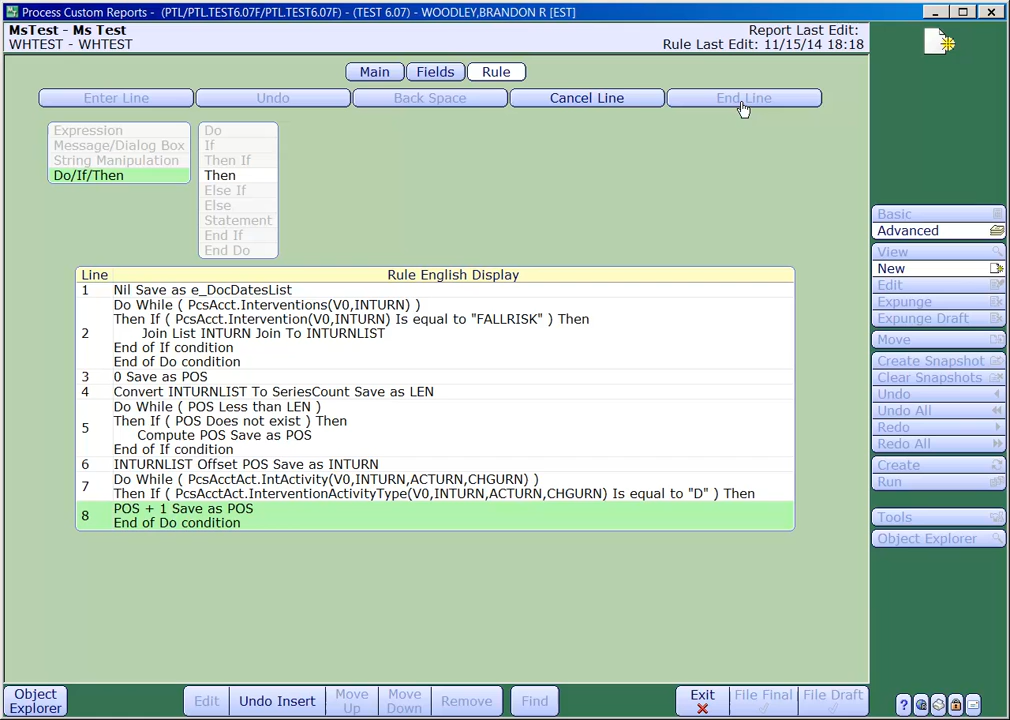 Process Custom Reports - (PTL/PTL.TEST6.07F/PTL.TEST6.07F) - (TEST 6.07) - WOODLEY,BRANDON R [EST]
MsTest - Ms Test
Report Last Edit:
WHTEST - WHTEST
Rule Last Edit: 11/15/14 18:18
Main
Fields
Rule
Enter Line
Undo
Back Space
Cancel Line
End Line
Expression
Message/Dialog Box
String Manipulation
Do/If/Then
Do
If
Then If
Then
Else If
Else
Statement
End If
End Do
Line
Rule English Display
1 Nil Save as e_DocDatesList
2 Do While ( PcsAcct.Interventions(V0,INTURN) )
Then If ( PcsAcct.Intervention(V0,INTURN) Is equal to "FALLRISK" ) Then
Join List INTURN Join To INTURNLIST
End of If condition
End of Do condition
3 0 Save as POS
4 Convert INTURNLIST To SeriesCount Save as LEN
5 Do While ( POS Less than LEN )
Then If ( POS Does not exist ) Then
Compute POS Save as POS
End of If condition
6 INTURNLIST Offset POS Save as INTURN
7 Do While ( PcsAcctAct.IntActivity(V0,INTURN,ACTURN,CHGURN) )
Then If ( PcsAcctAct.InterventionActivityType(V0,INTURN,ACTURN,CHGURN) Is equal to "D" ) Then
8 POS + 1 Save as POS
End of Do condition
Basic
Advanced
View
New
Edit
Expunge
Expunge Draft
Move
Create Snapshot
Clear Snapshots
Undo
Undo All
Redo
Redo All
Create
Run
Tools
Object Explorer
Object
Explorer
Edit
Undo Insert
Move
Up
Move
Down
Remove
Find
Exit
File Final
File Draft
?